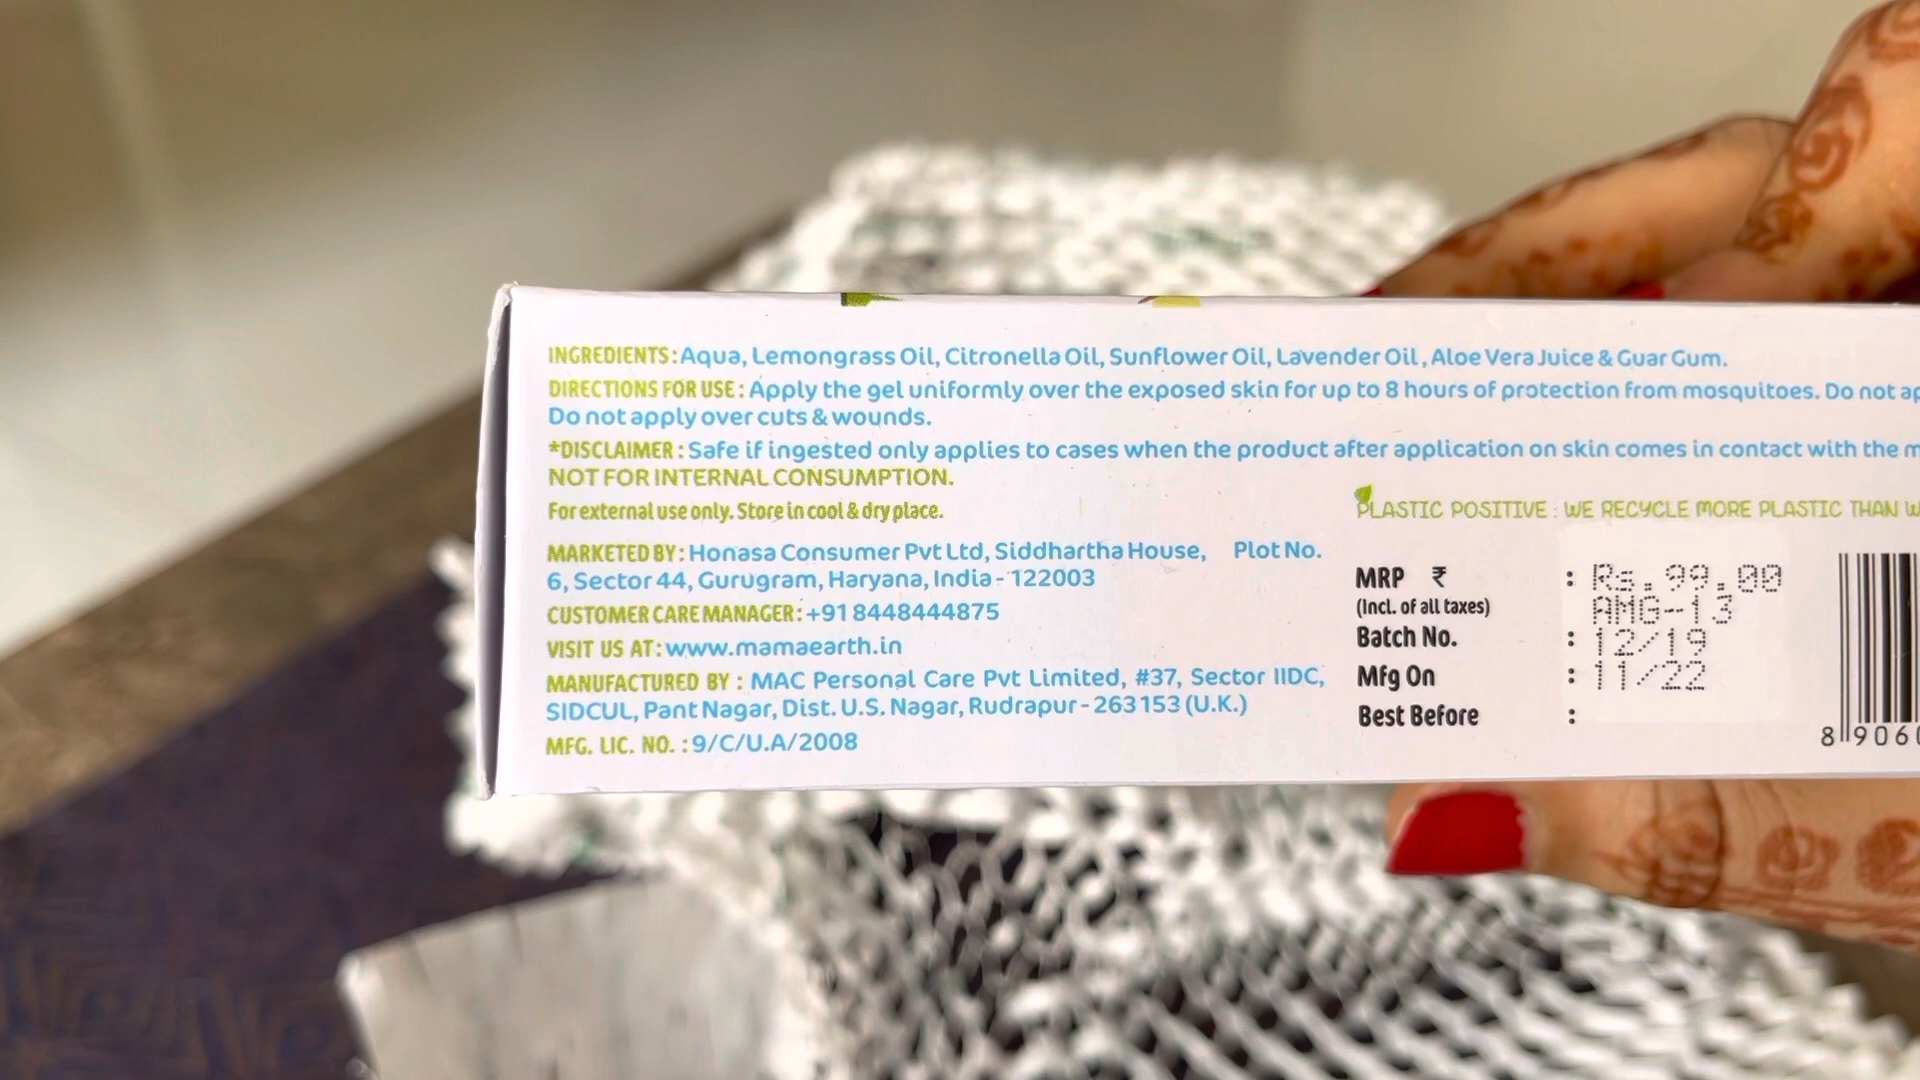 INGREDIENTS: Aqua, Lemongrass Oil, Citronella Oil, Sunflower Oil, Lavender Oil, Aloe Vera Juice & Guar Gum.
DIRECTIONS FOR USE: Apply the gel uniformly over the exposed skin for up to 8 hours of protection from mosquitoes. Do not
Do not apply over cuts & wounds.
*DISCLAIMER: Safe if ingested only applies to cases when the product after application on skin comes in contact with the
NOT FOR INTERNAL CONSUMPTION.
For external use only. Store in cool & dry place.
MARKETED BY: Honasa Consumer Pvt Ltd, Siddhartha House, Plot No.
6, Sector 44, Gurugram, Haryana, India - 122003
CUSTOMER CARE MANAGER: +91 8448444875
VISIT US AT: www.mamaearth.in
MANUFACTURED BY : MAC Personal Care Pvt Limited, #37, Sector IIDC,
SIDCUL, Pant Nagar, Dist. U.S. Nagar, Rudrapur - 263153 (U.K.)
MFG. LIC. NO. : 9/C/U.A/2008
PLASTIC POSITIVE : WE RECYCLE MORE PLASTIC THAN
MRP ₹ : Rs.99.00
(Incl. of all taxes) AMG-13
Batch No. : 12/19
Mfg On : 11/22
Best Before :
8 906